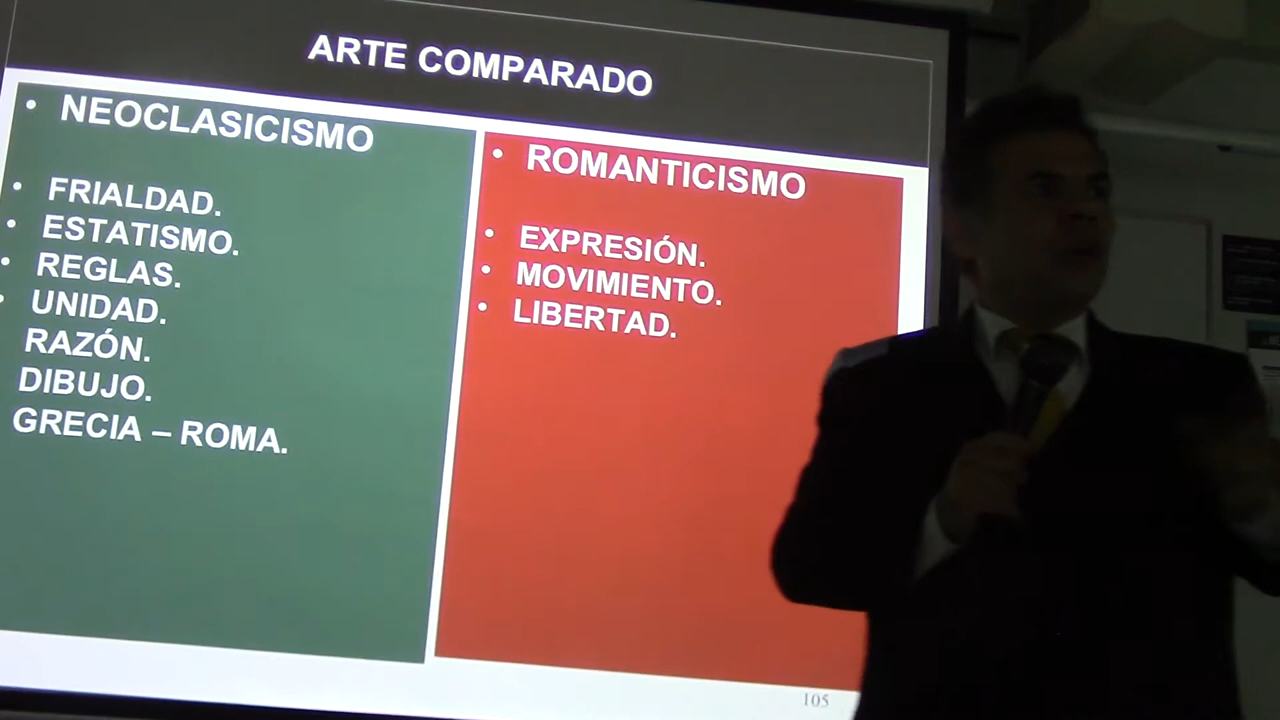 ARTE COMPARADO
• NEOCLASICISMO
• FRIALDAD.
• ESTATISMO.
• REGLAS.
• UNIDAD.
RAZÓN.
DIBUJO.
GRECIA – ROMA.
• ROMANTICISMO
• EXPRESIÓN.
• MOVIMIENTO.
• LIBERTAD.
105